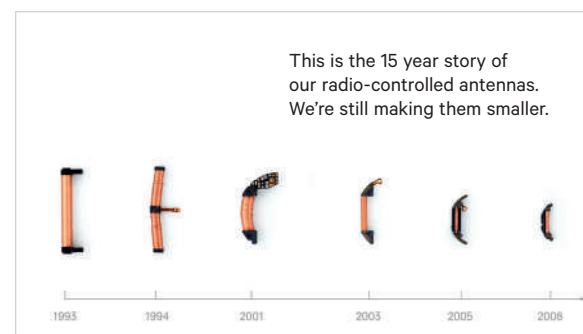 This is the 15 year story of
our radio-controlled antennas.
We're still making them smaller.
1993 1994 2001 2003 2005 2008